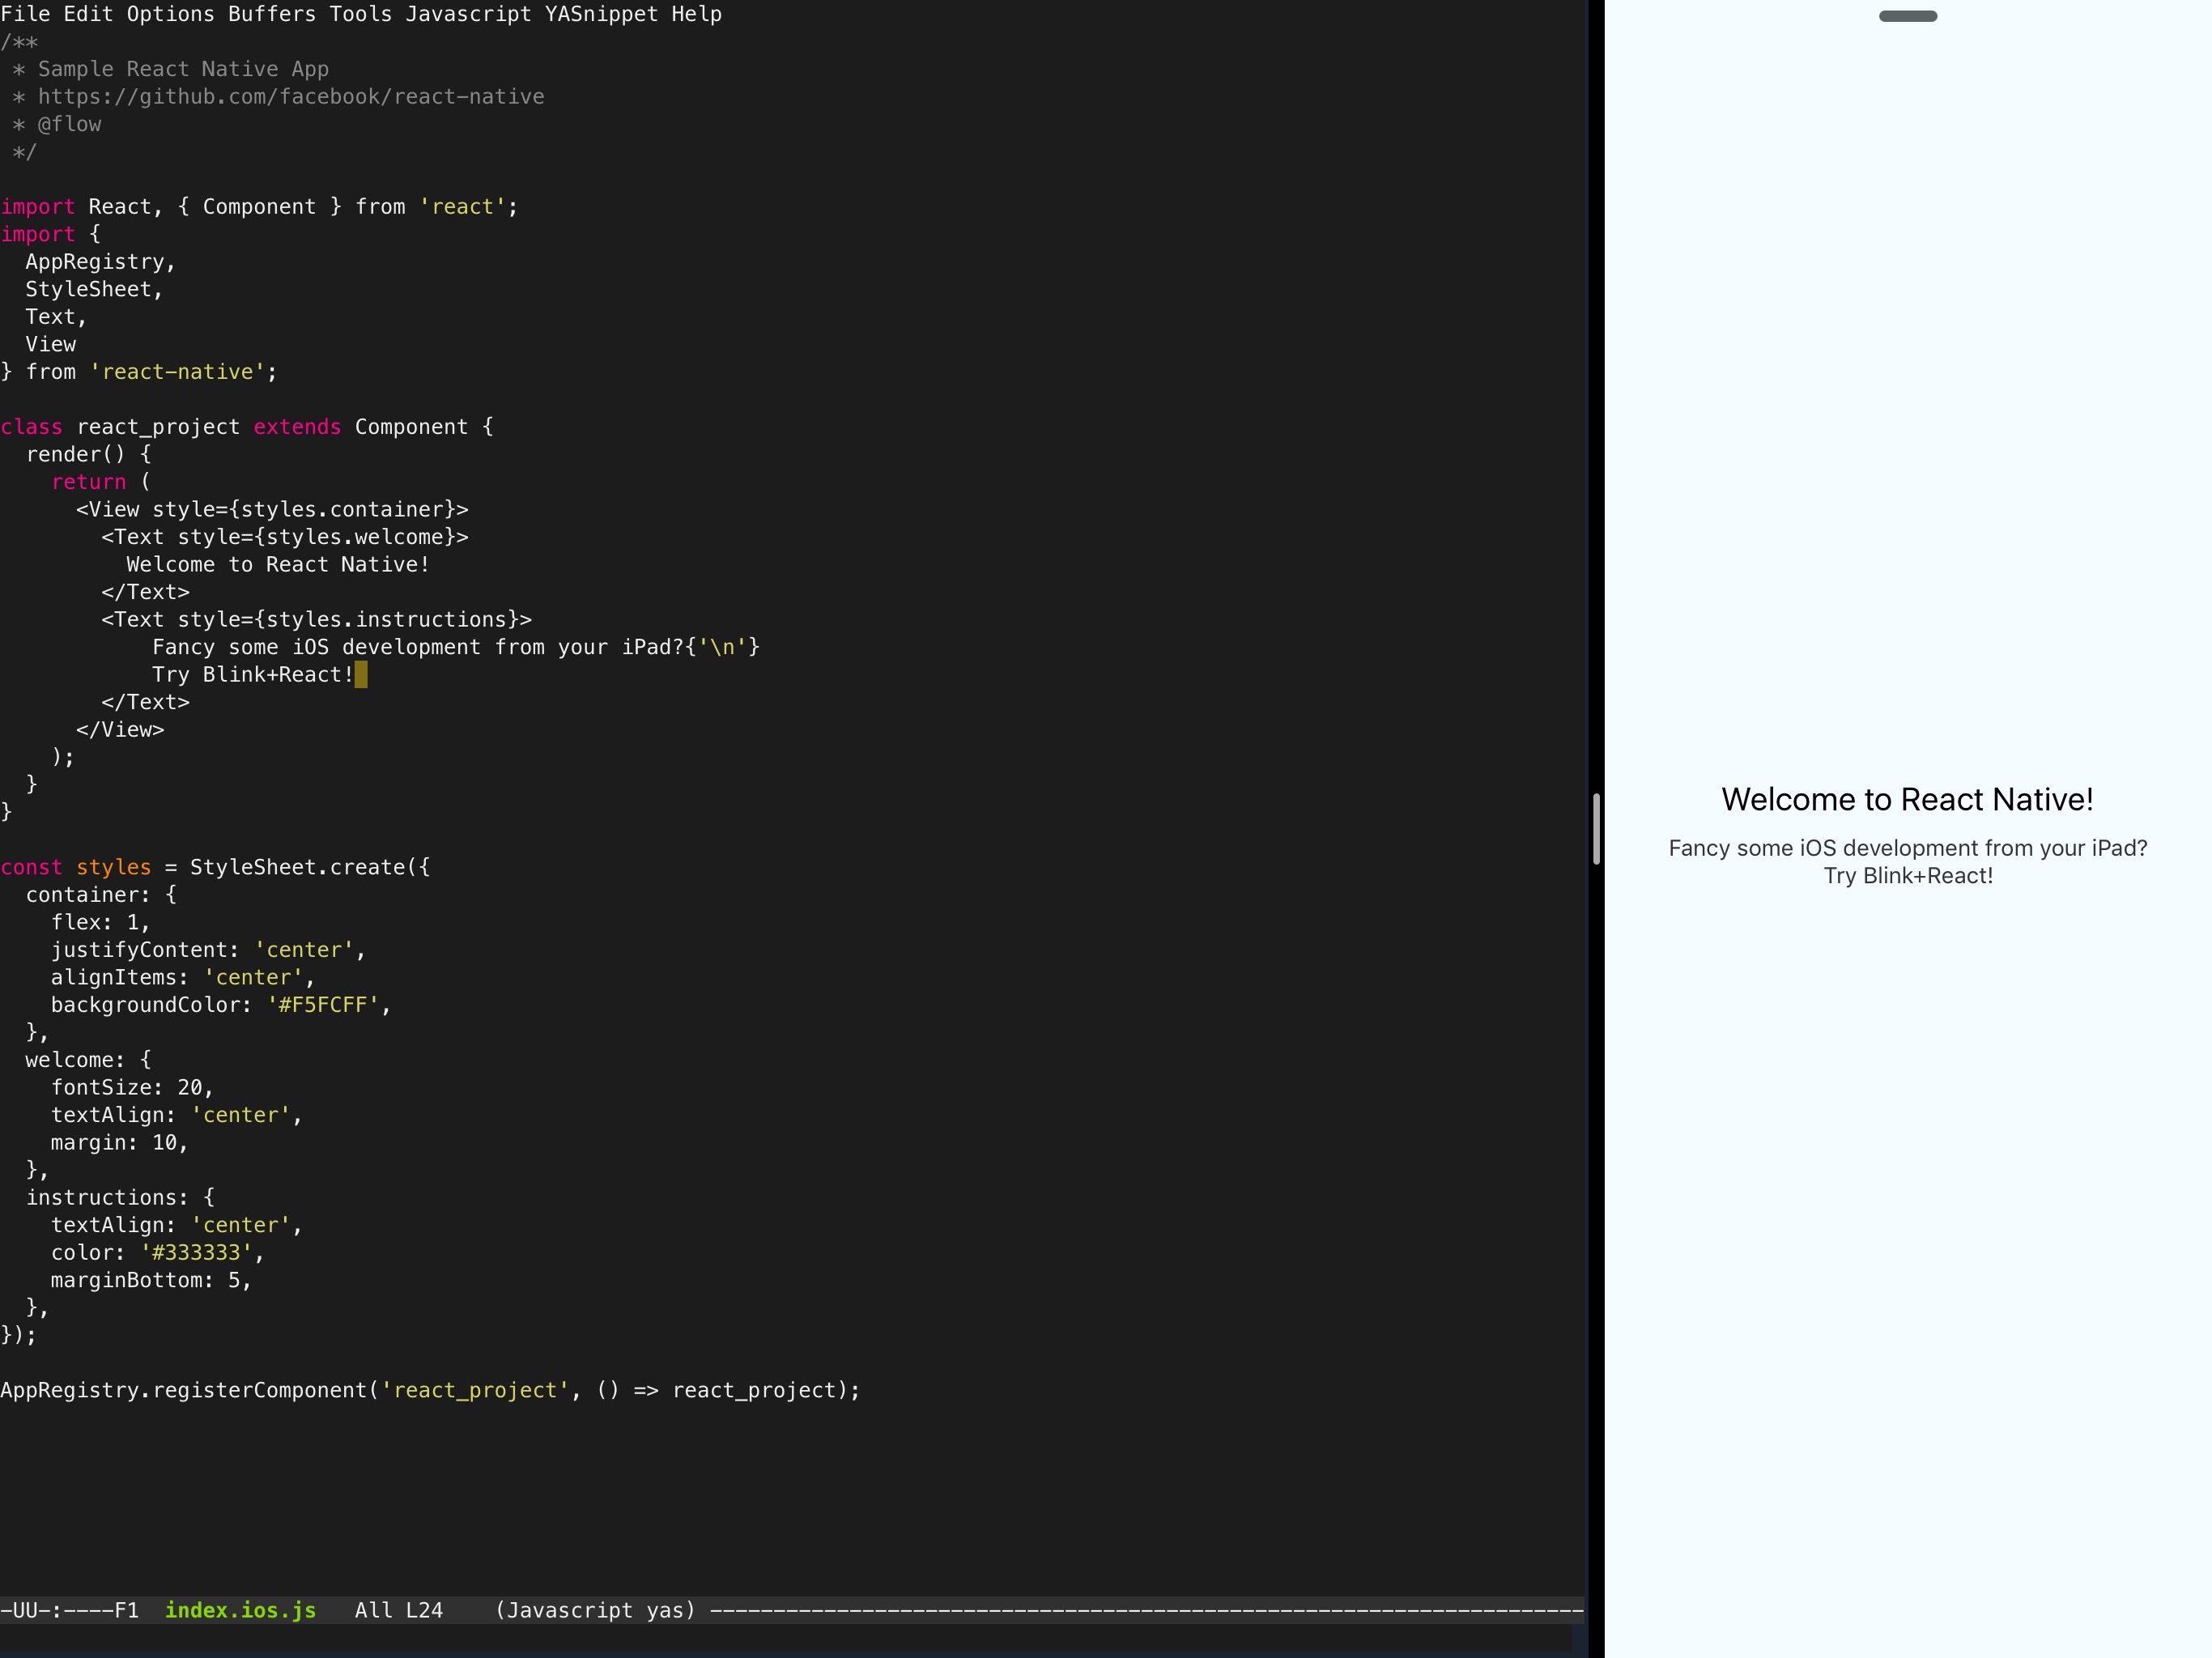 File Edit Options Buffers Tools Javascript YASnippet Help
/**
 * Sample React Native App
 * https://github.com/facebook/react-native
 * @flow
 */

import React, { Component } from 'react';
import {
  AppRegistry,
  StyleSheet,
  Text,
  View
} from 'react-native';

class react_project extends Component {
  render() {
    return (
      <View style={styles.container}>
        <Text style={styles.welcome}>
          Welcome to React Native!
        </Text>
        <Text style={styles.instructions}>
            Fancy some iOS development from your iPad?{'\n'}
            Try Blink+React!
        </Text>
      </View>
    );
  }
}

const styles = StyleSheet.create({
  container: {
    flex: 1,
    justifyContent: 'center',
    alignItems: 'center',
    backgroundColor: '#F5FCFF',
  },
  welcome: {
    fontSize: 20,
    textAlign: 'center',
    margin: 10,
  },
  instructions: {
    textAlign: 'center',
    color: '#333333',
    marginBottom: 5,
  },
});

AppRegistry.registerComponent('react_project', () => react_project);
-UU-:----F1  index.ios.js   All L24    (Javascript yas) ---------------------------------------------------------------------
Welcome to React Native!
Fancy some iOS development from your iPad?
Try Blink+React!